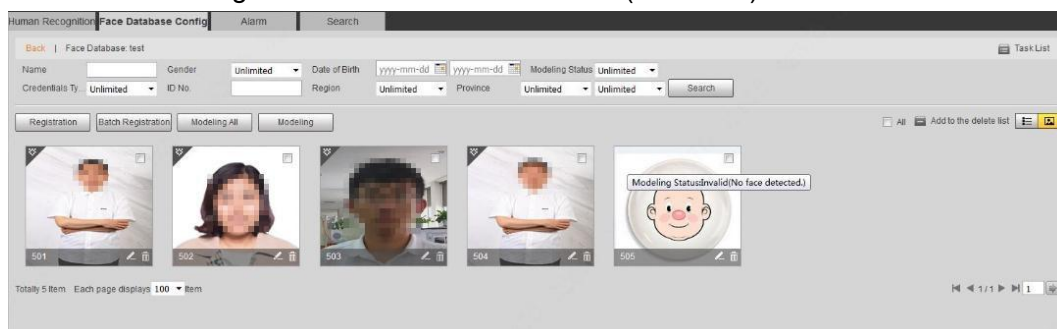 Human Recognition Face Database Config Alarm Search
Back | Face Database: test Task List
Name Gender Unlimited Date of Birth yyyy-mm-dd yyyy-mm-dd Modeling Status Unlimited
Credentials Ty... Unlimited ID No. Region Unlimited Province Unlimited Unlimited Search
Registration Batch Registration Modeling All Modeling All Add to the delete list
Modeling Status:Invalid(No face detected.)
501 502 503 504 505
Totally 5 Item Each page displays 100 Item 1/1 1